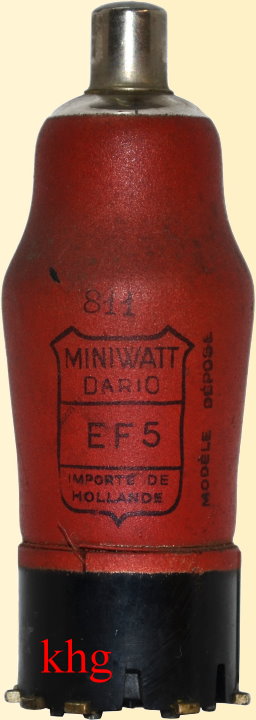 811
MINIWATT
DARIO
EF5
IMPORTÉ DE
HOLLANDE
MODÈLE DÉPOSÉ
khg